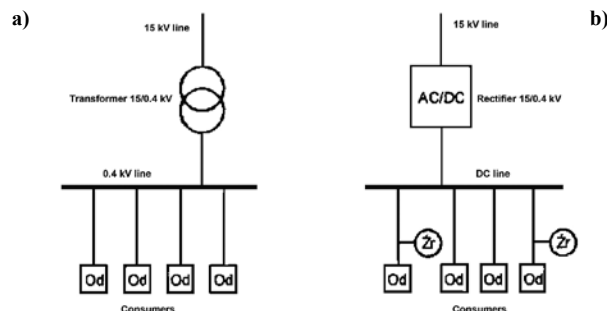 a)
15 kV line
Transformer 15/0.4 kV
0.4 kV line
Od Od Od Od
Consumers
b)
15 kV line
AC/DC
Rectifier 15/0.4 kV
DC line
Żr Żr
Od Od Od Od
Consumers